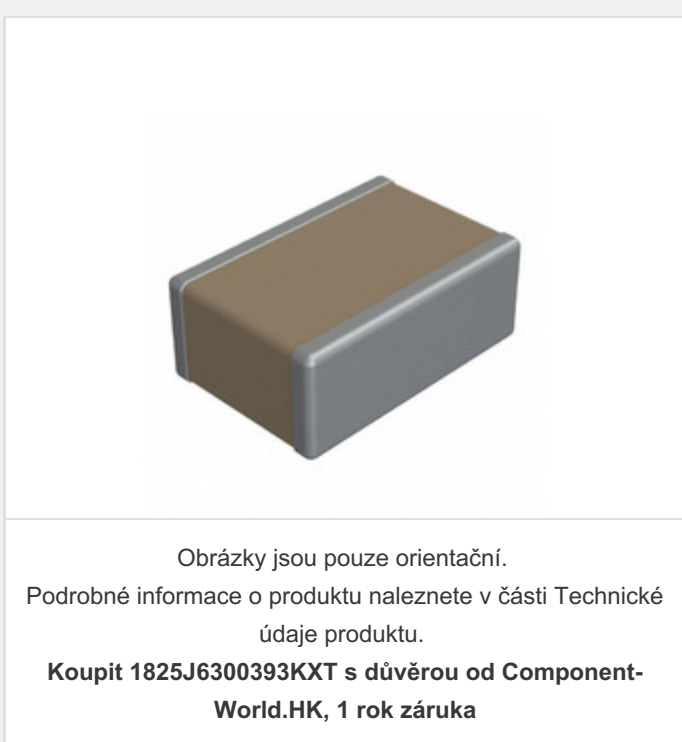 Obrázky jsou pouze orientační.
Podrobné informace o produktu naleznete v části Technické
údaje produktu.
Koupit 1825J6300393KXT s důvěrou od Component-
World.HK, 1 rok záruka